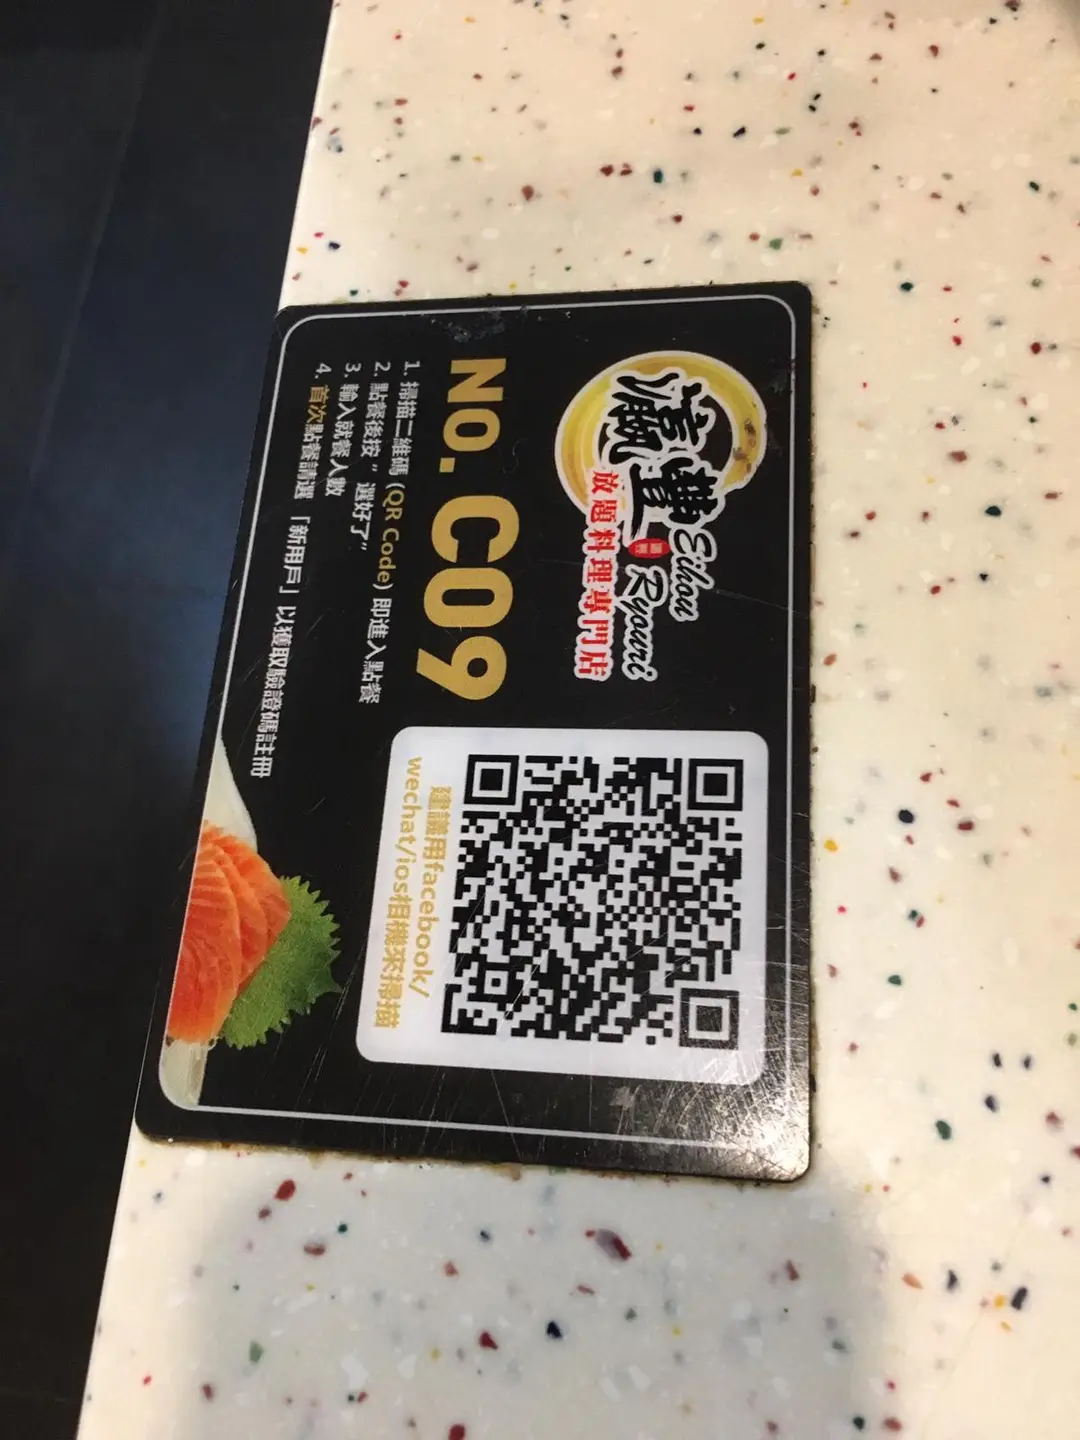 瀛豐
Eihou Ryouri
放題料理專門店
No. C09
1. 掃描二維碼 (QR Code) 即進入點餐
2. 點餐後按 " 選好了"
3. 輸入就餐人數
4. 首次點餐請選 「新用戶」 以獲取驗證碼註冊
建議用facebook/
wechat/ios相機來掃描